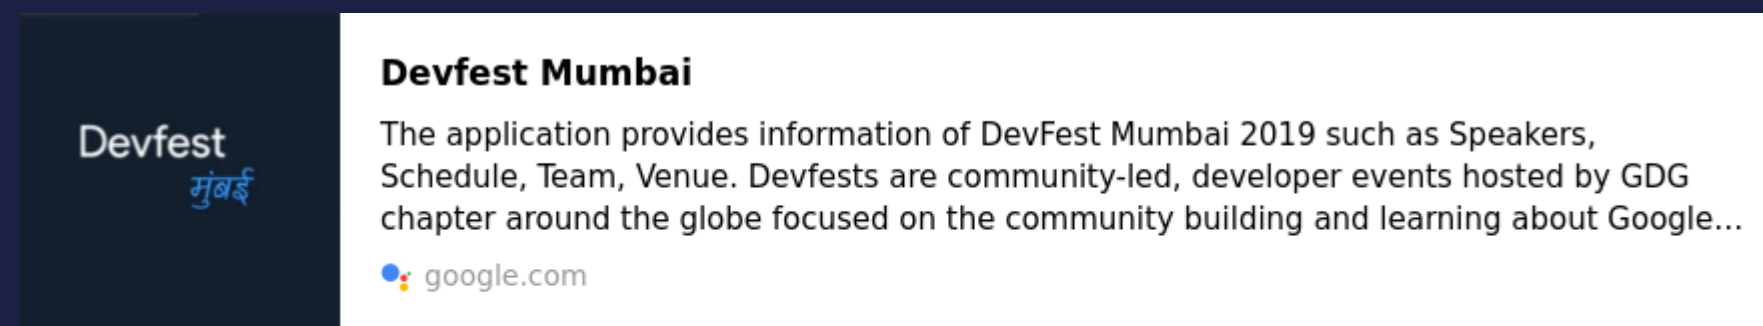 Devfest
मुंबई
Devfest Mumbai
The application provides information of DevFest Mumbai 2019 such as Speakers,
Schedule, Team, Venue. Devfests are community-led, developer events hosted by GDG
chapter around the globe focused on the community building and learning about Google...
google.com